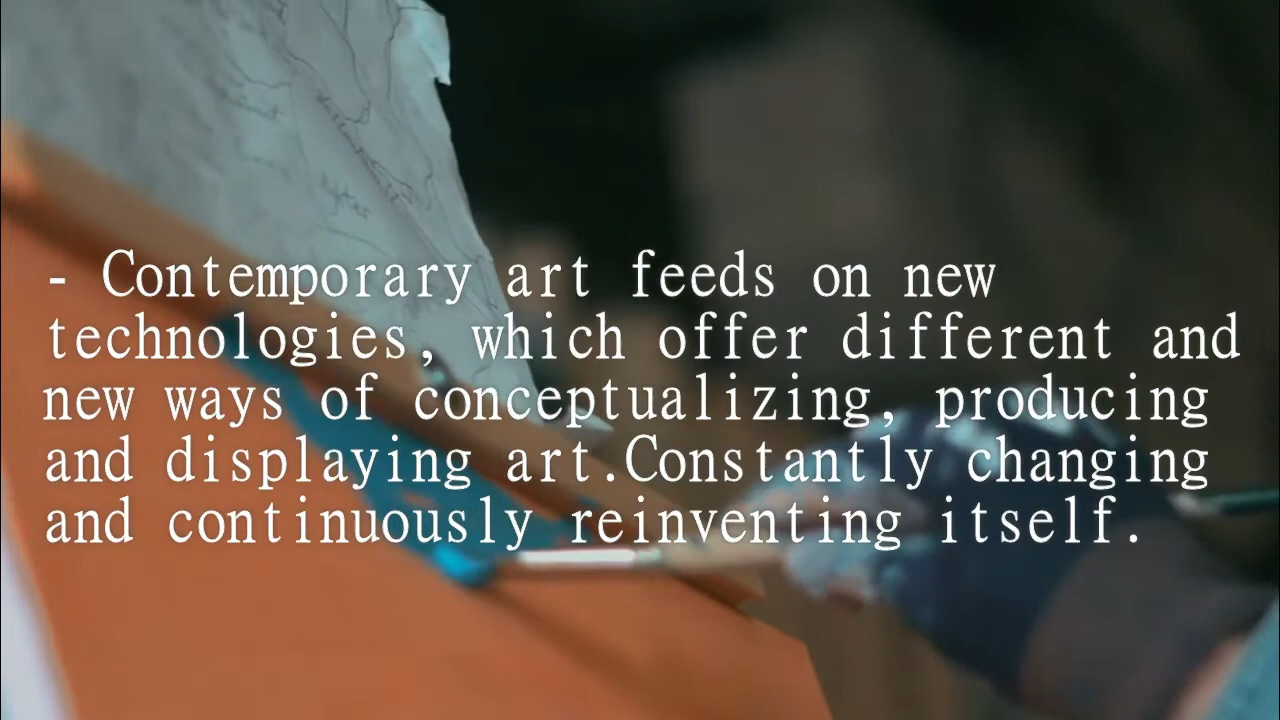 - Contemporary art feeds on new
technologies, which offer different and
new ways of conceptualizing, producing
and displaying art.Constantly changing
and continuously reinventing itself.